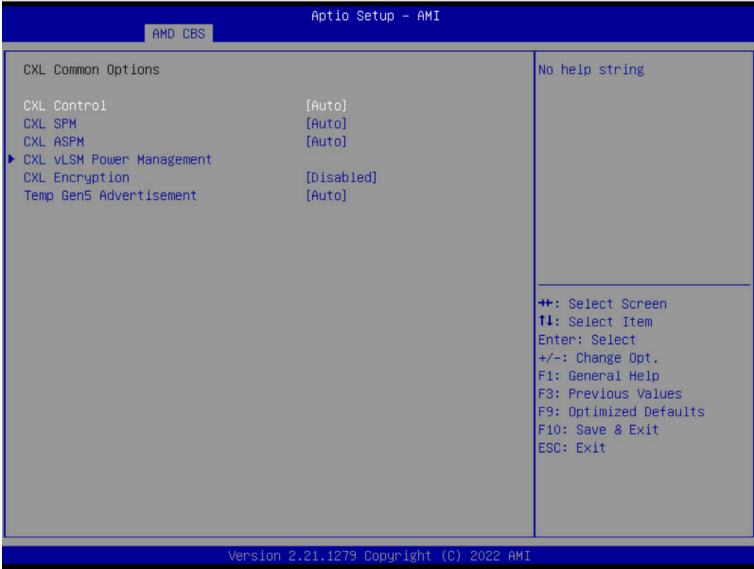 Aptio Setup – AMI
AMD CBS
CXL Common Options
CXL Control [Auto]
CXL SPM [Auto]
CXL ASPM [Auto]
CXL vLSM Power Management
CXL Encryption [Disabled]
Temp Gen5 Advertisement [Auto]
No help string
→←: Select Screen
↑↓: Select Item
Enter: Select
+/-: Change Opt.
F1: General Help
F3: Previous Values
F9: Optimized Defaults
F10: Save & Exit
ESC: Exit
Version 2.21.1279 Copyright (C) 2022 AMI